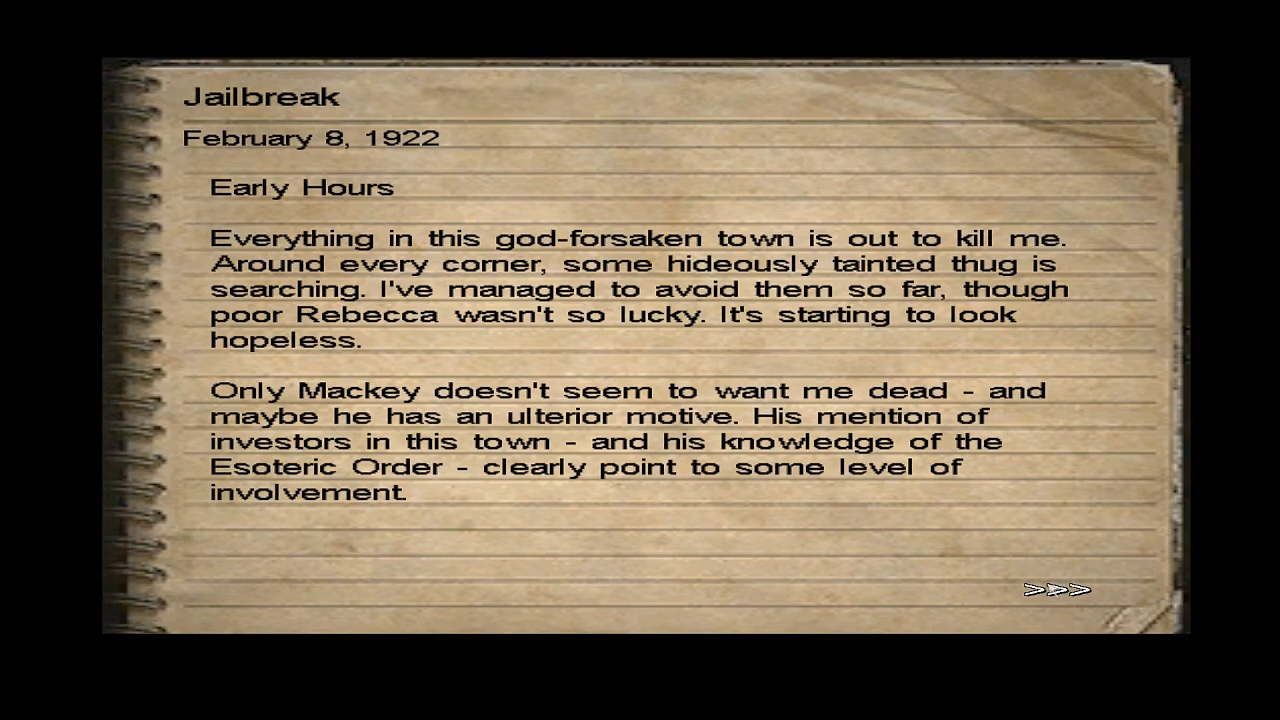 Jailbreak
February 8, 1922
Early Hours
Everything in this god-forsaken town is out to kill me.
Around every corner, some hideously tainted thug is
searching. I've managed to avoid them so far, though
poor Rebecca wasn't so lucky. It's starting to look
hopeless.
Only Mackey doesn't seem to want me dead - and
maybe he has an ulterior motive. His mention of
investors in this town - and his knowledge of the
Esoteric Order - clearly point to some level of
involvement.
>>>